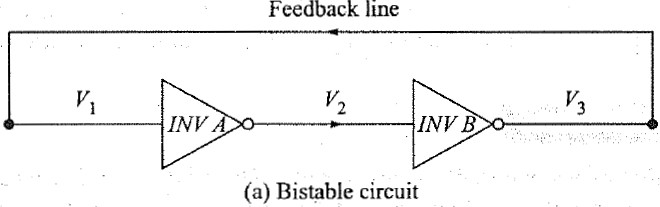 Feedback line
V1 INV A V2 INV B V3
(a) Bistable circuit